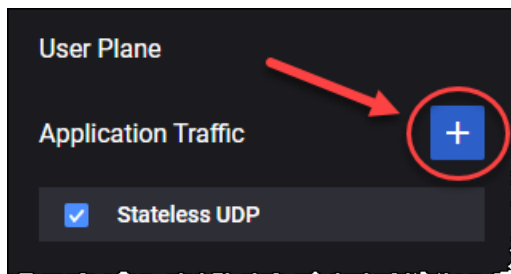 User Plane
Application Traffic
+
Stateless UDP